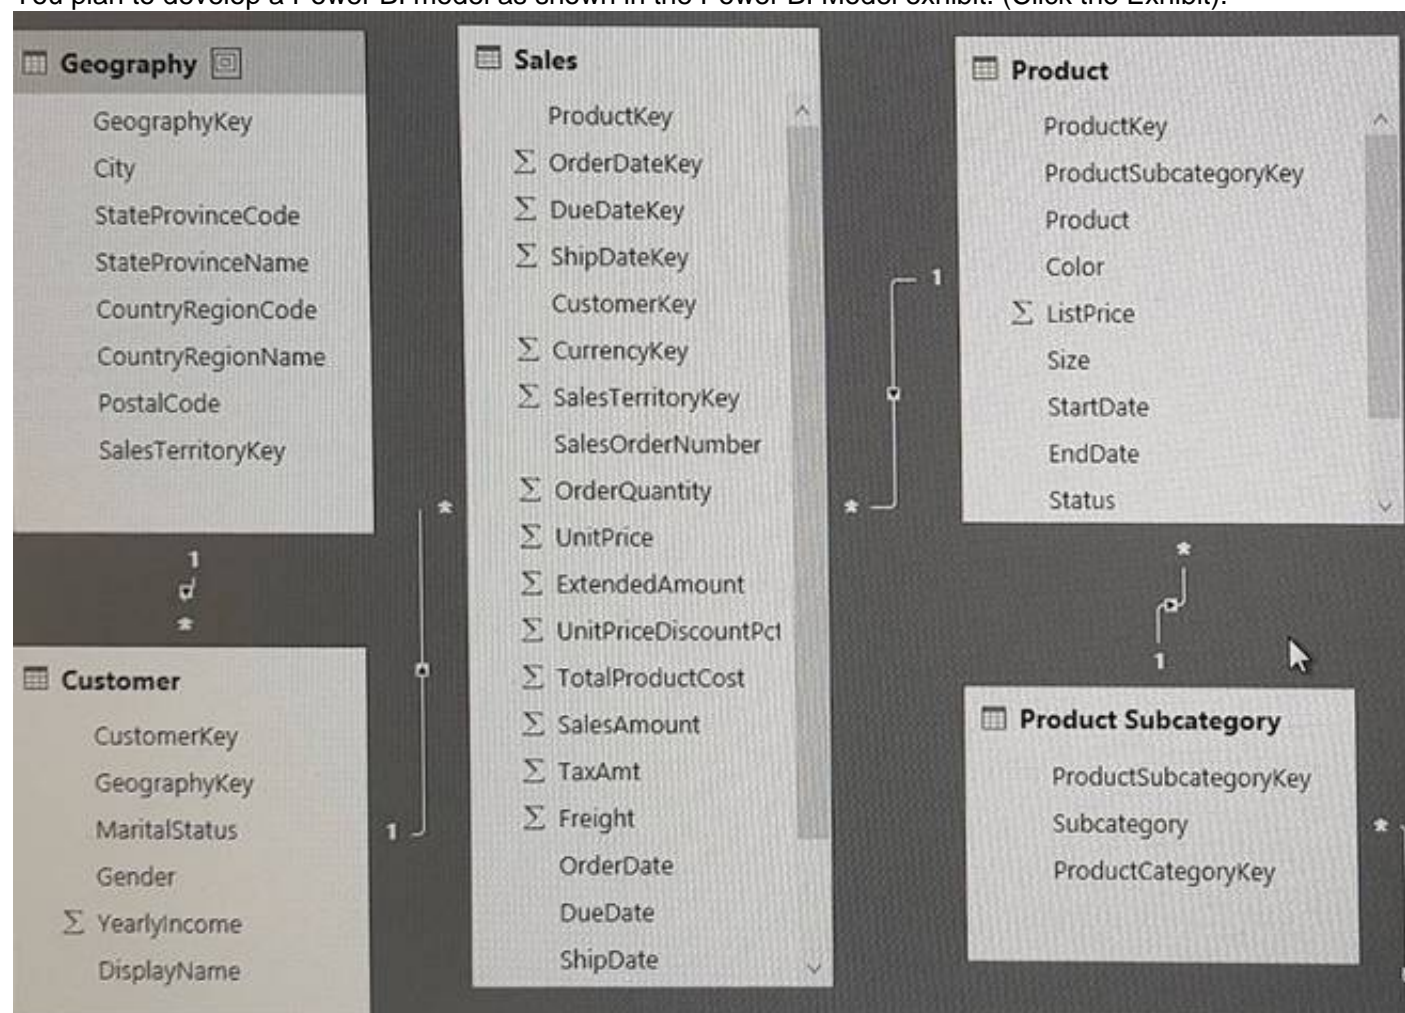 You plan to develop a Power BI model as shown in the Power BI Model exhibit. (Click the Exhibit).
Geography
GeographyKey
City
StateProvinceCode
StateProvinceName
CountryRegionCode
CountryRegionName
PostalCode
SalesTerritoryKey
1
*
Customer
CustomerKey
GeographyKey
MaritalStatus
Gender
∑ YearlyIncome
DisplayName
*
1
Sales
ProductKey
∑ OrderDateKey
∑ DueDateKey
∑ ShipDateKey
CustomerKey
∑ CurrencyKey
∑ SalesTerritoryKey
SalesOrderNumber
∑ OrderQuantity
∑ UnitPrice
∑ ExtendedAmount
∑ UnitPriceDiscountPct
∑ TotalProductCost
∑ SalesAmount
∑ TaxAmt
∑ Freight
OrderDate
DueDate
ShipDate
1
*
Product
ProductKey
ProductSubcategoryKey
Product
Color
∑ ListPrice
Size
StartDate
EndDate
Status
*
1
Product Subcategory
ProductSubcategoryKey
Subcategory
ProductCategoryKey
*